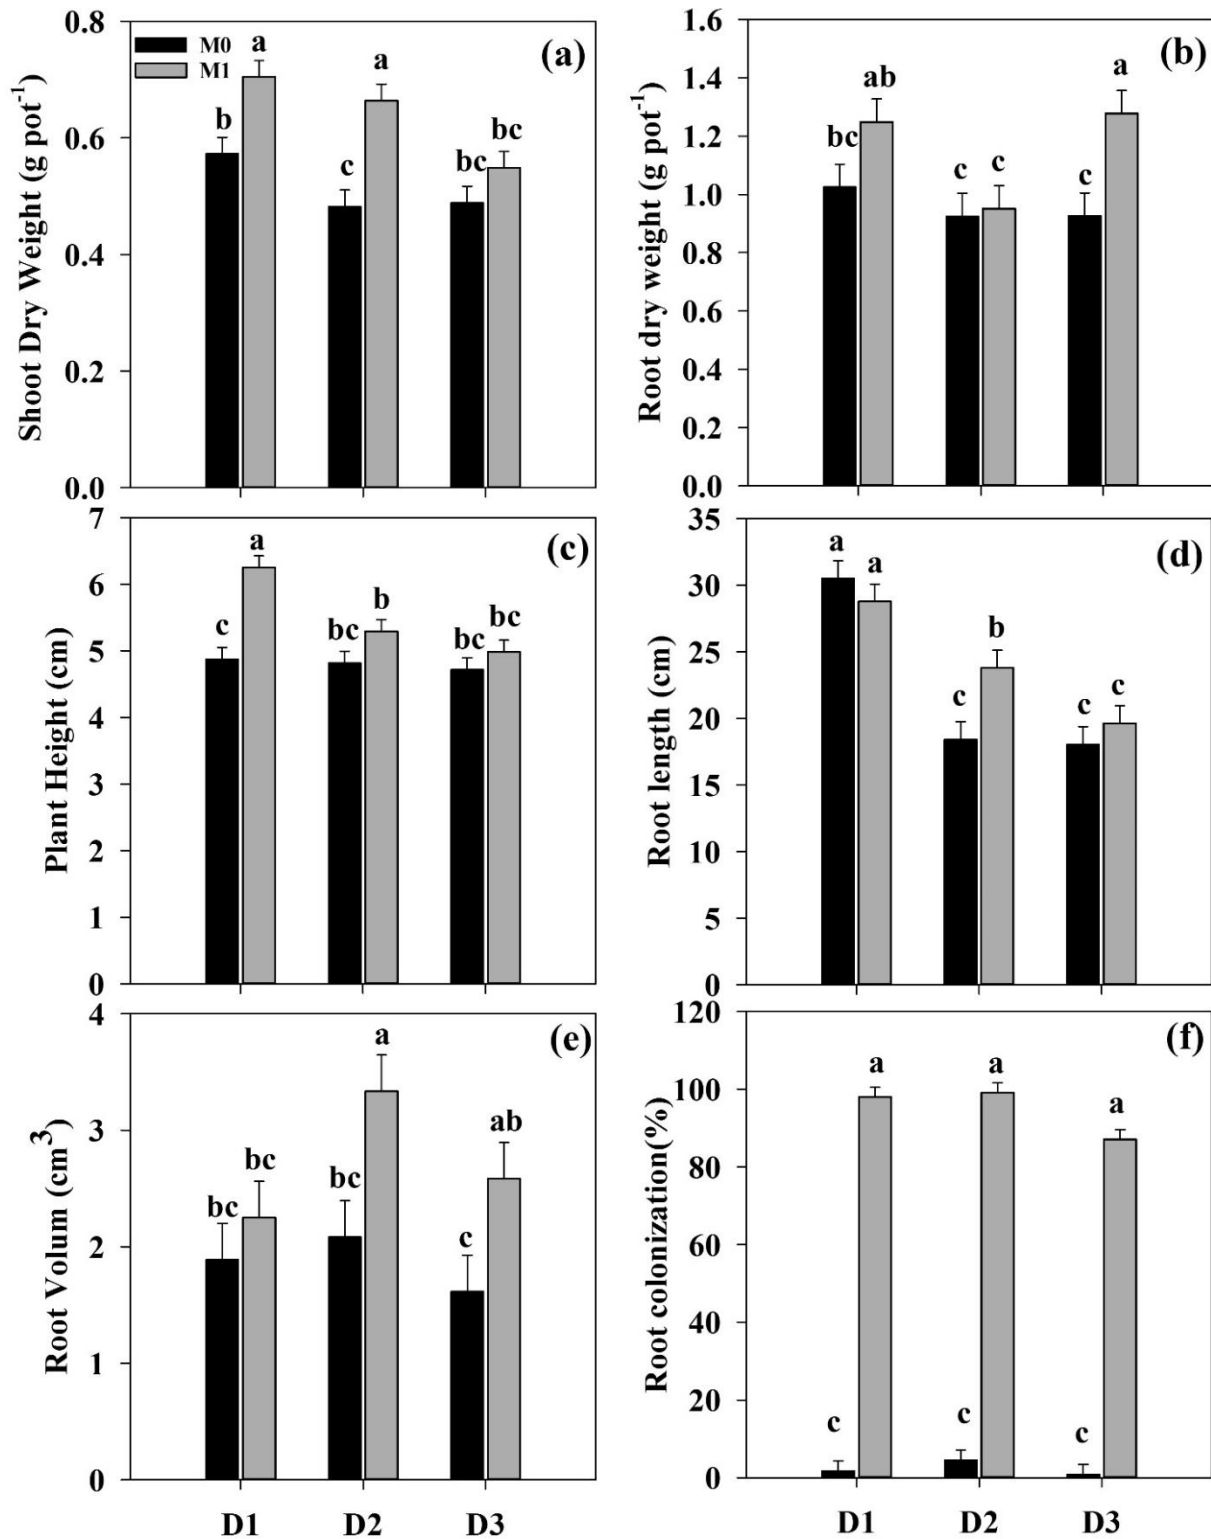 Shoot Dry Weight (g pot⁻¹)
0.8
0.6
0.4
0.2
0.0
M0
M1
(a)
b
a
c
a
bc
bc
Root dry weight (g pot⁻¹)
1.6
1.4
1.2
1.0
0.8
0.6
0.4
0.2
0.0
(b)
bc
ab
c
c
c
a
Plant Height (cm)
7
6
5
4
3
2
1
0
(c)
c
a
bc
b
bc
bc
Root length (cm)
35
30
25
20
15
10
5
0
(d)
a
a
c
b
c
c
Root Volum (cm³)
4
3
2
1
0
(e)
bc
bc
bc
a
c
ab
D1 D2 D3
Root colonization(%)
120
100
80
60
40
20
0
(f)
c
a
c
a
c
a
D1 D2 D3